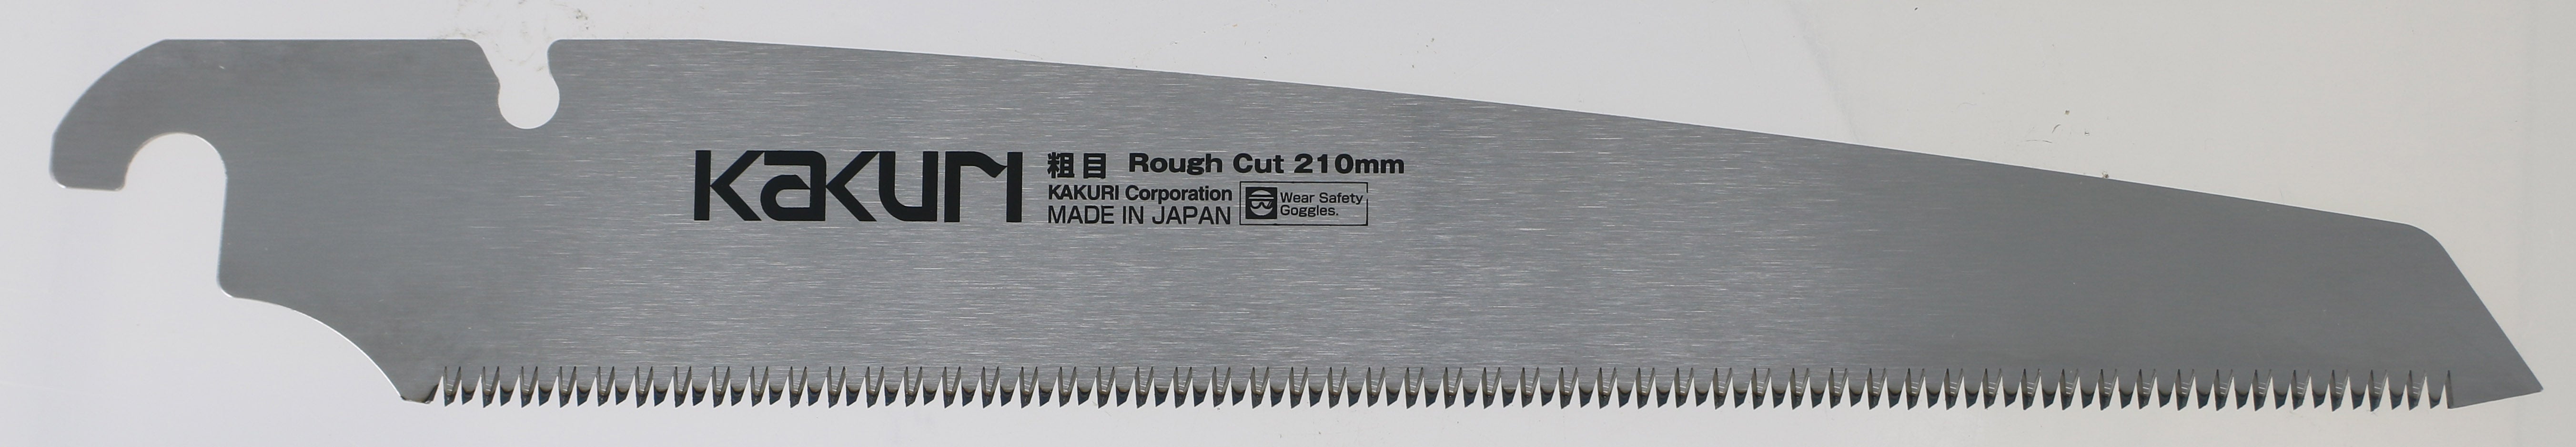 KAKURI
粗目 Rough Cut 210mm
KAKURI Corporation
MADE IN JAPAN
Wear Safety
Goggles.